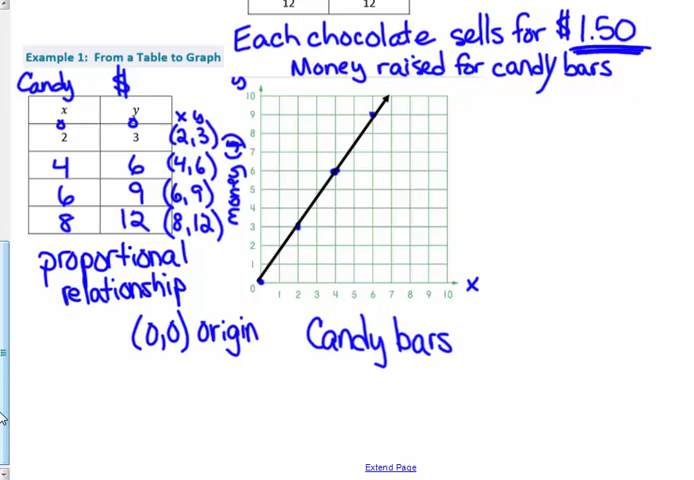 12 12
Each chocolate sells for $1.50
Example 1: From a Table to Graph
Money raised for candy bars
Candy $
x y
0 0
2 3
4 6
6 9
8 12
x y
(2,3)
(4,6)
(6,9)
(8,12)
y
money ($)
10
9
8
7
6
5
4
3
2
1
0
1 2 3 4 5 6 7 8 9 10
x
proportional
relationship
(0,0) origin
Candy bars
Extend Page